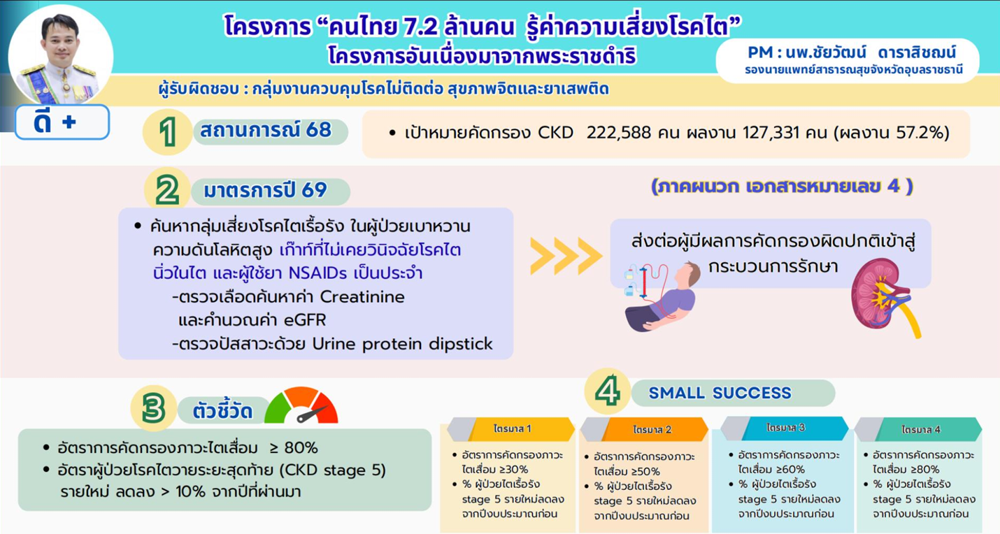 โครงการ “คนไทย 7.2 ล้านคน รู้ค่าความเสี่ยงโรคไต”
โครงการอันเนื่องมาจากพระราชดำริ
PM : นพ.ชัยวัฒน์ ดาราสิชฌน์
รองนายแพทย์สาธารณสุขจังหวัดอุบลราชธานี
ผู้รับผิดชอบ : กลุ่มงานควบคุมโรคไม่ติดต่อ สุขภาพจิตและยาเสพติด
ดี +
1 สถานการณ์ 68
• เป้าหมายคัดกรอง CKD 222,588 คน ผลงาน 127,331 คน (ผลงาน 57.2%)
2 มาตรการปี 69
(ภาคผนวก เอกสารหมายเลข 4 )
• ค้นหากลุ่มเสี่ยงโรคไตเรื้อรัง ในผู้ป่วยเบาหวาน
ความดันโลหิตสูง เก๊าท์ที่ไม่เคยวินิจฉัยโรคไต
นิ่วในไต และผู้ใช้ยา NSAIDs เป็นประจำ
-ตรวจเลือดค้นหาค่า Creatinine
และคำนวณค่า eGFR
-ตรวจปัสสาวะด้วย Urine protein dipstick
ส่งต่อผู้มีผลการคัดกรองผิดปกติเข้าสู่
กระบวนการรักษา
3 ตัวชี้วัด
• อัตราการคัดกรองภาวะไตเสื่อม ≥ 80%
• อัตราผู้ป่วยโรคไตวายระยะสุดท้าย (CKD stage 5)
รายใหม่ ลดลง > 10% จากปีที่ผ่านมา
4 SMALL SUCCESS
ไตรมาส 1
• อัตราการคัดกรองภาวะ
ไตเสื่อม ≥30%
• % ผู้ป่วยไตเรื้อรัง
stage 5 รายใหม่ลดลง
จากปีงบประมาณก่อน
ไตรมาส 2
• อัตราการคัดกรองภาวะ
ไตเสื่อม ≥50%
• % ผู้ป่วยไตเรื้อรัง
stage 5 รายใหม่ลดลง
จากปีงบประมาณก่อน
ไตรมาส 3
• อัตราการคัดกรองภาวะ
ไตเสื่อม ≥60%
• % ผู้ป่วยไตเรื้อรัง
stage 5 รายใหม่ลดลง
จากปีงบประมาณก่อน
ไตรมาส 4
• อัตราการคัดกรองภาวะ
ไตเสื่อม ≥80%
• % ผู้ป่วยไตเรื้อรัง
stage 5 รายใหม่ลดลง
จากปีงบประมาณก่อน